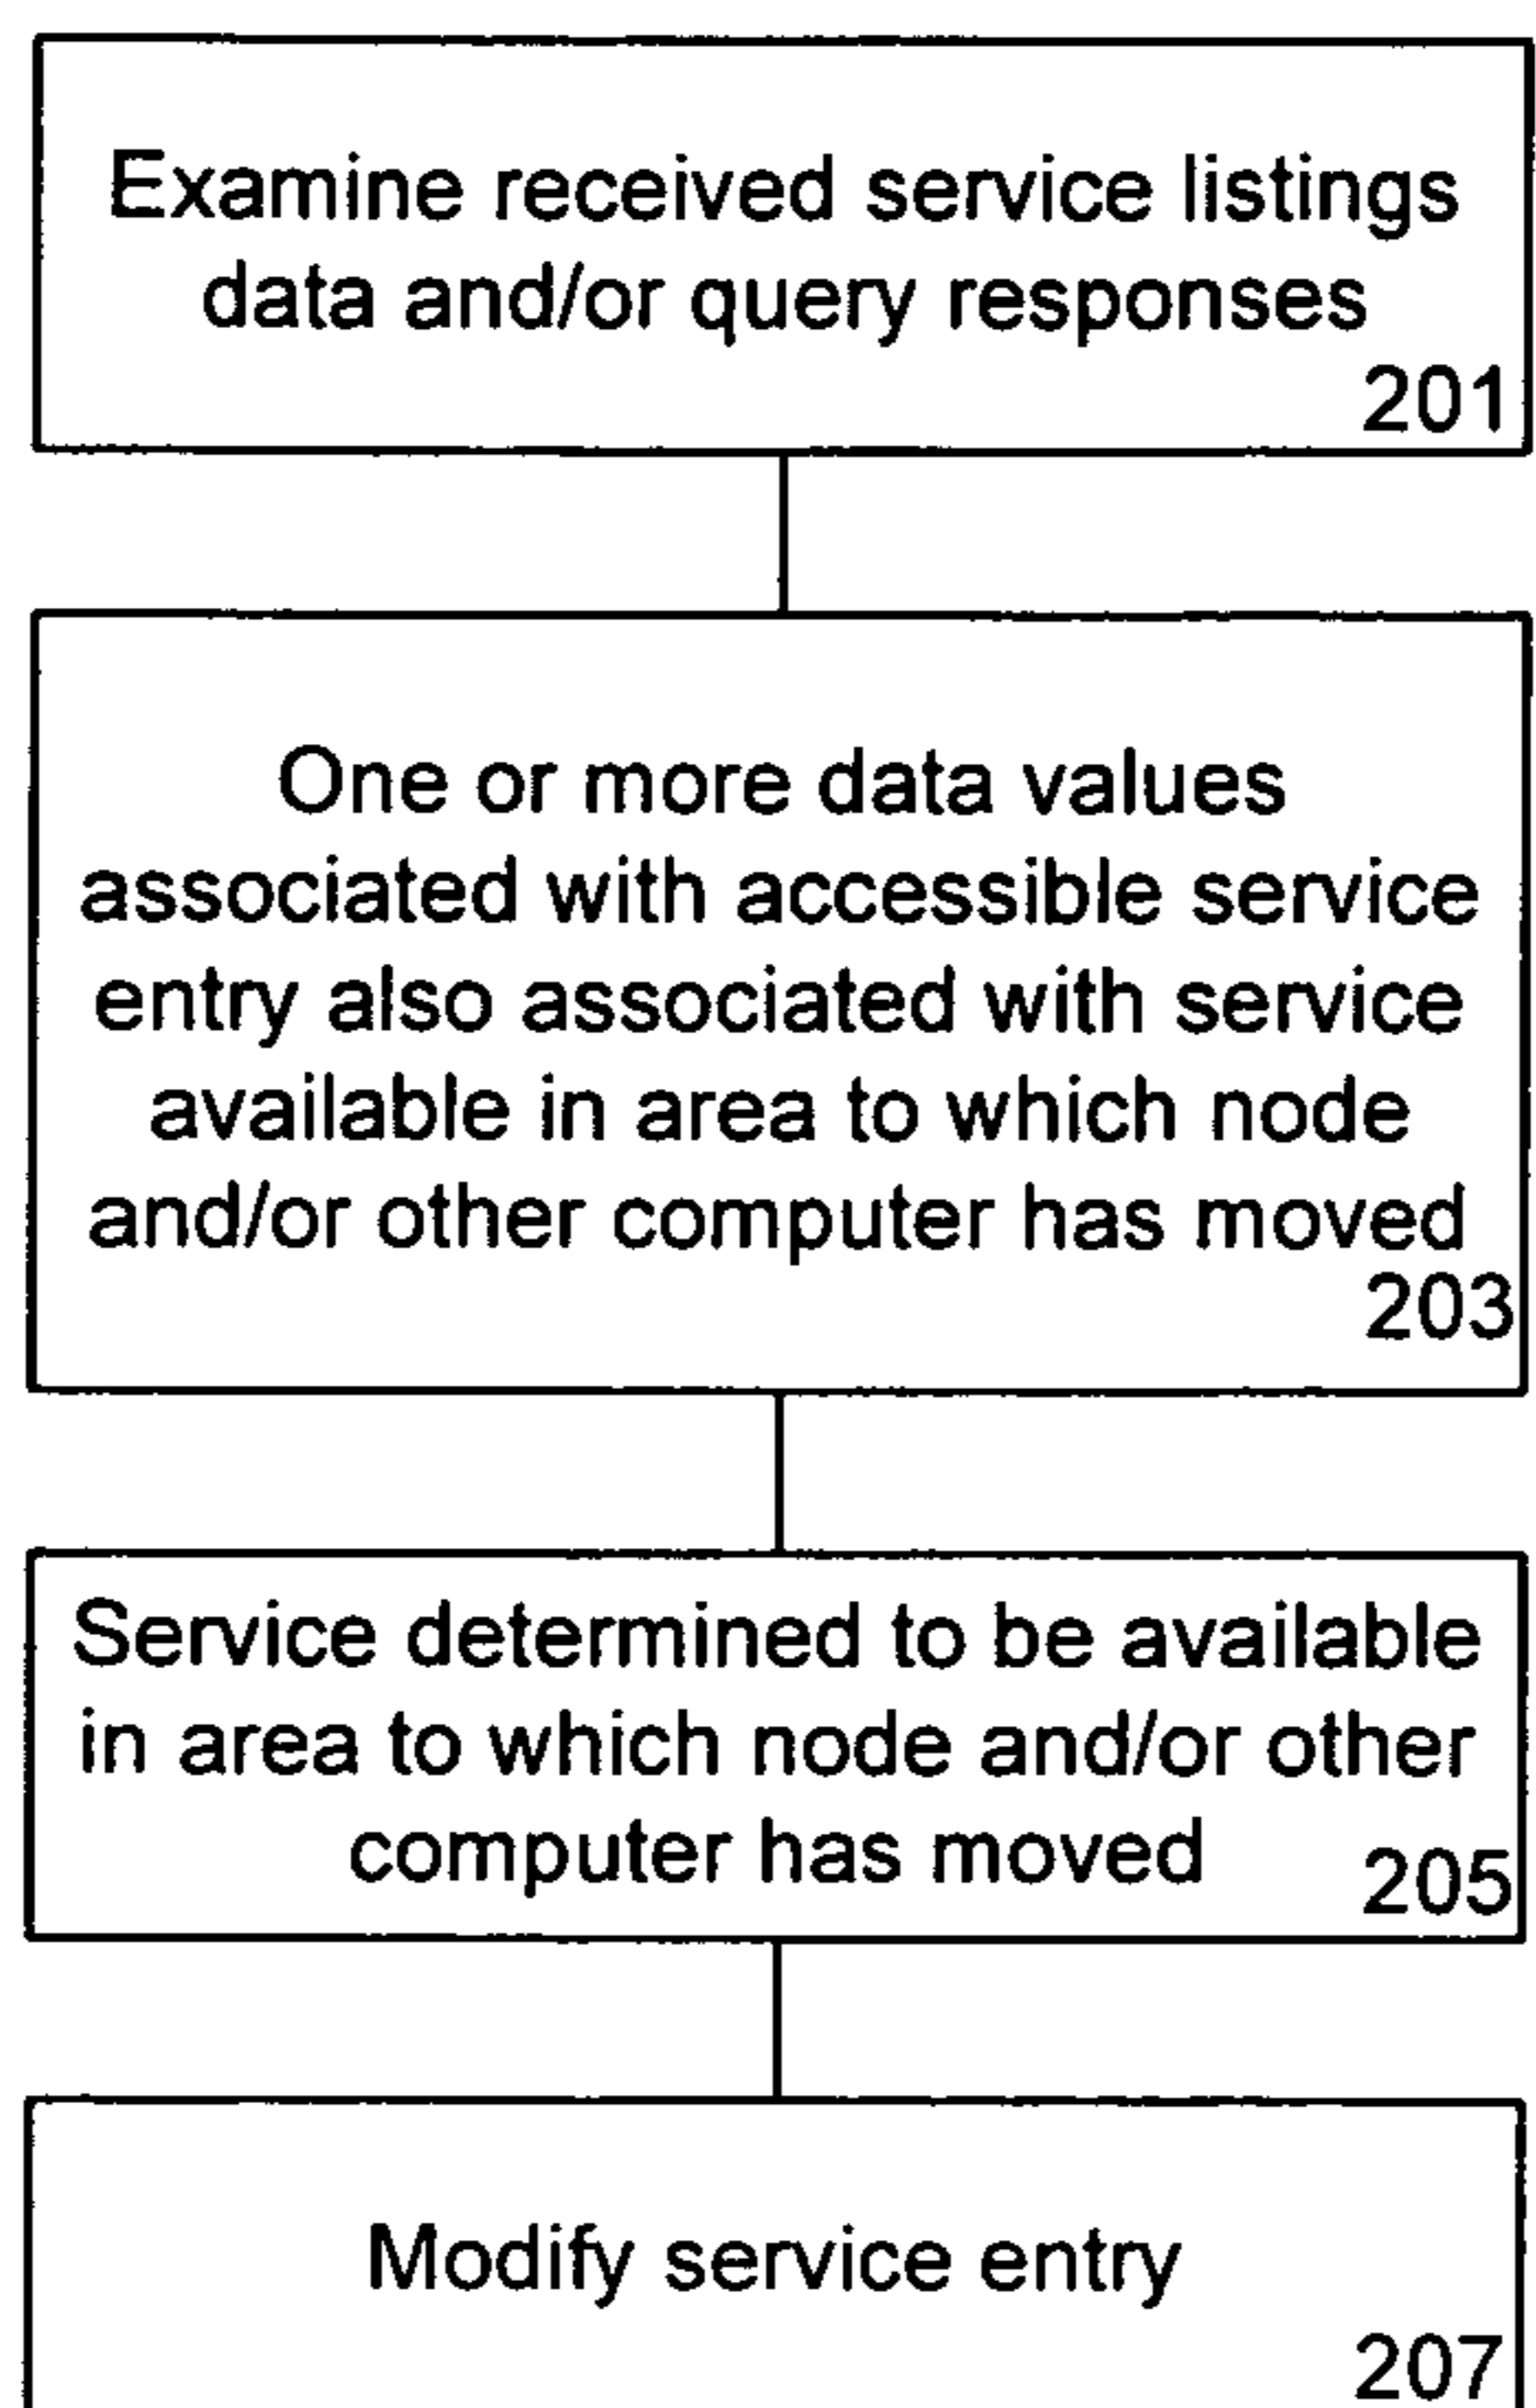 Examine received service listings
data and/or query responses
201
One or more data values
associated with accessible service
entry also associated with service
available in area to which node
and/or other computer has moved
203
Service determined to be available
in area to which node and/or other
computer has moved 205
Modify service entry
207